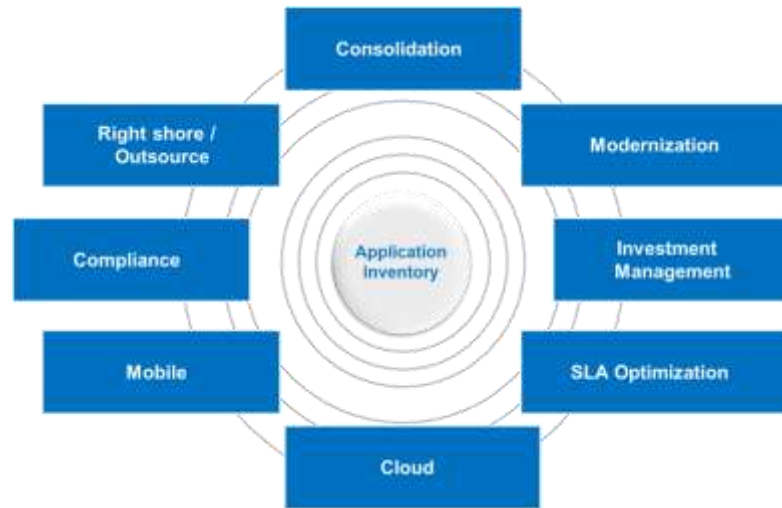 Consolidation
Right shore /
Outsource
Modernization
Application
Inventory
Compliance
Investment
Management
Mobile
SLA Optimization
Cloud